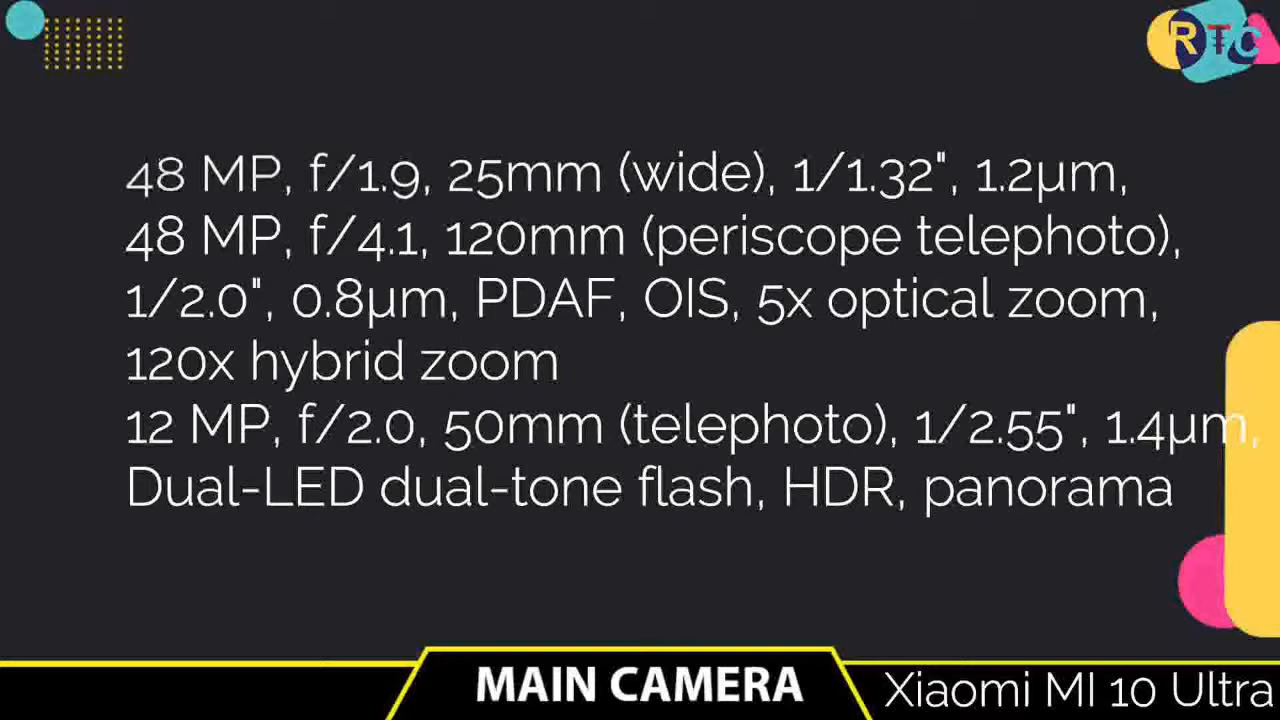 RTC
48 MP, f/1.9, 25mm (wide), 1/1.32", 1.2µm,
48 MP, f/4.1, 120mm (periscope telephoto),
1/2.0", 0.8µm, PDAF, OIS, 5x optical zoom,
120x hybrid zoom
12 MP, f/2.0, 50mm (telephoto), 1/2.55", 1.4µm,
Dual-LED dual-tone flash, HDR, panorama
MAIN CAMERA
Xiaomi MI 10 Ultra